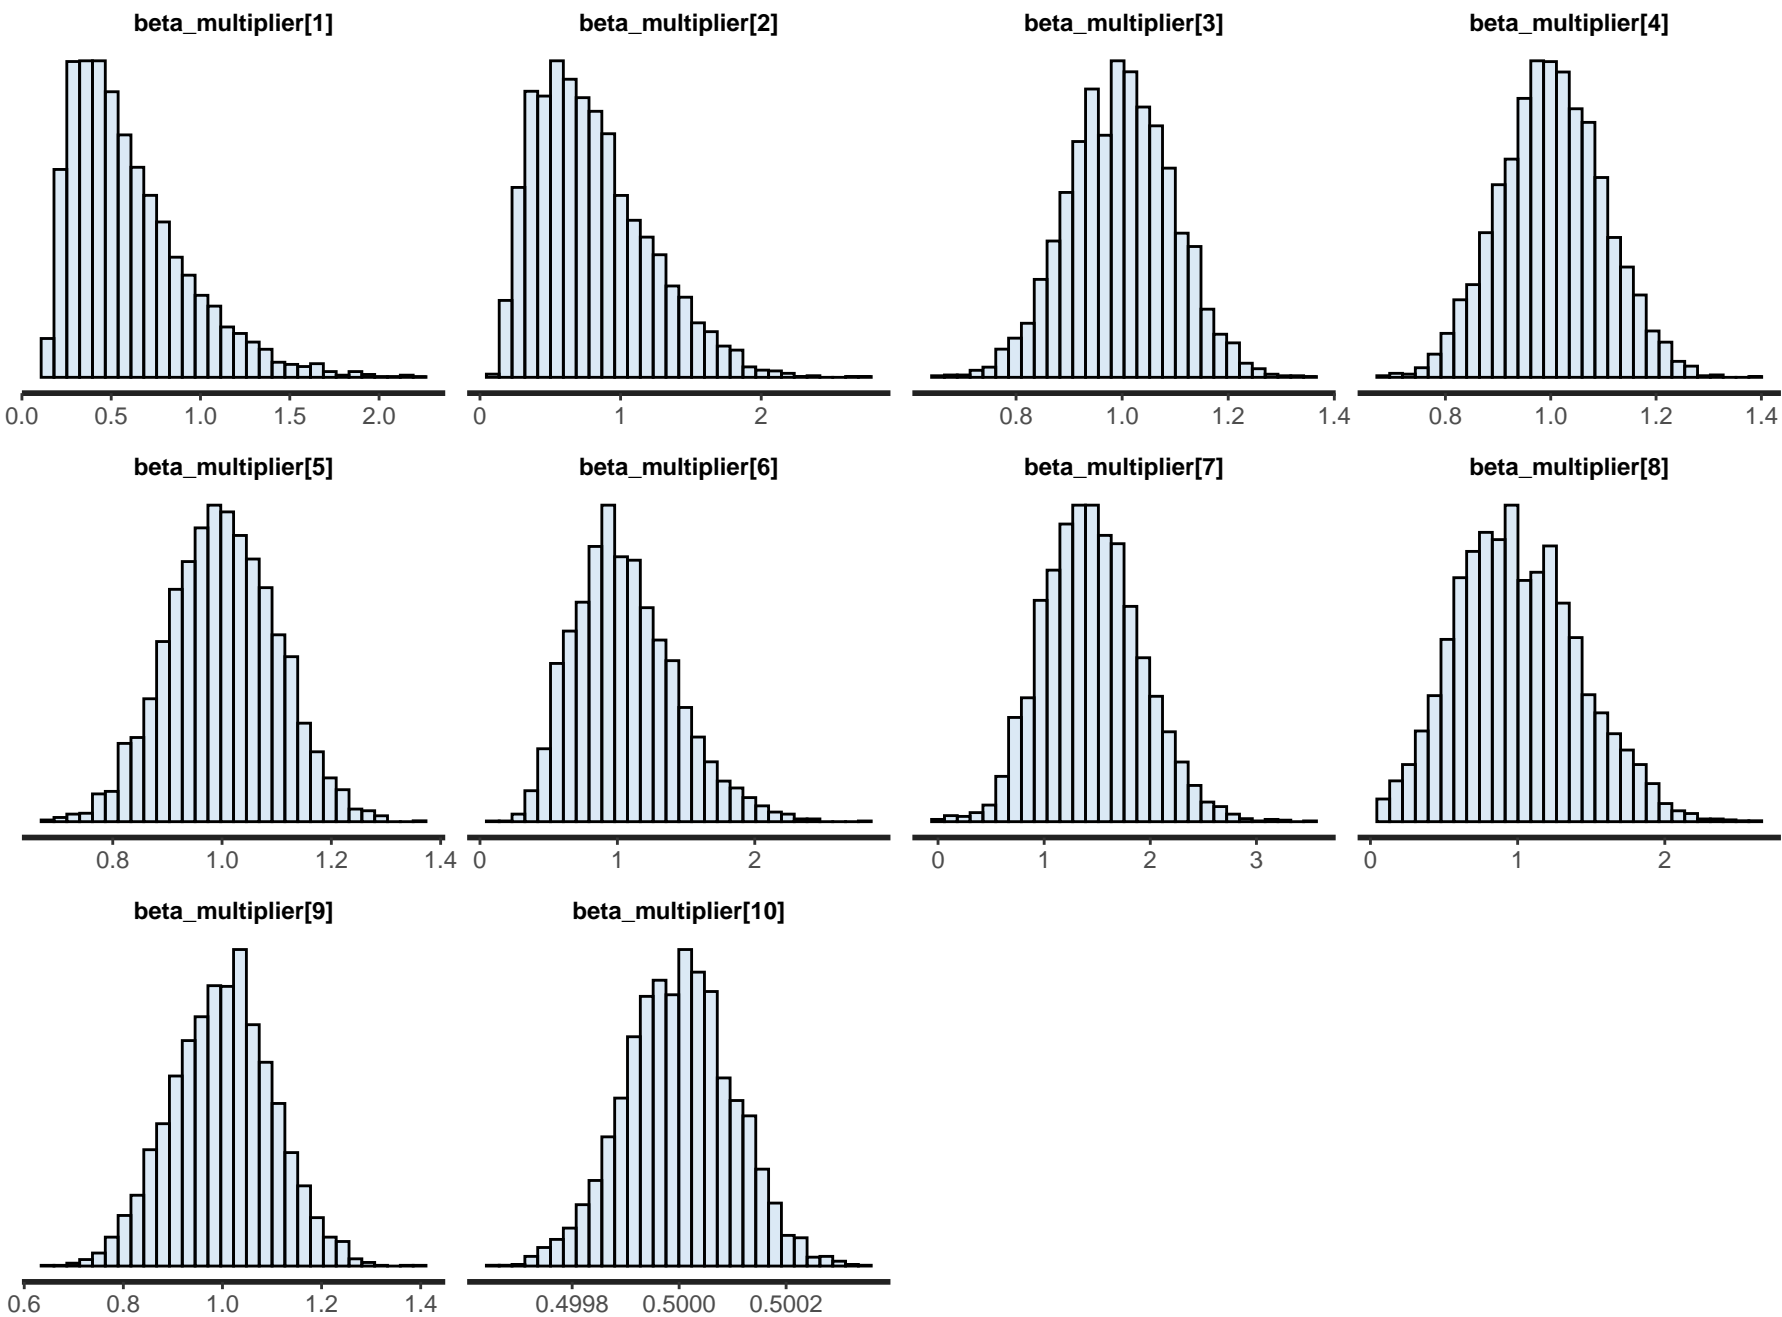 beta_multiplier[1] beta_multiplier[2] beta_multiplier[3] beta_multiplier[4]
0.0 0.5 1.0 1.5 2.0 0 1 2 0.8 1.0 1.2 1.4 0.8 1.0 1.2 1.4
beta_multiplier[5] beta_multiplier[6] beta_multiplier[7] beta_multiplier[8]
0.8 1.0 1.2 1.4 0 1 2 0 1 2 3 0 1 2
beta_multiplier[9] beta_multiplier[10]
0.6 0.8 1.0 1.2 1.4 0.4998 0.5000 0.5002